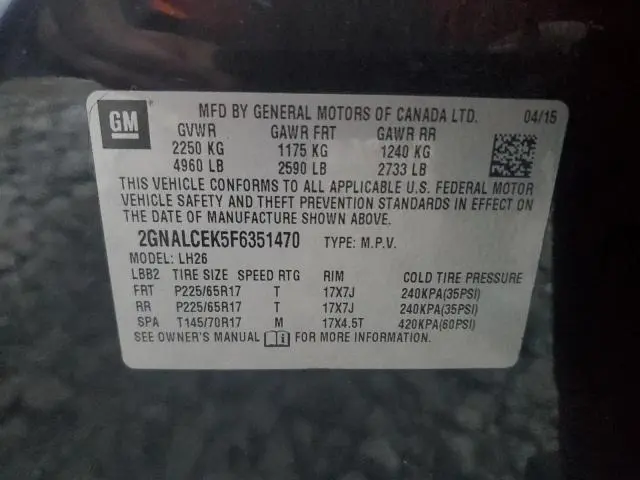 GM
MFD BY GENERAL MOTORS OF CANADA LTD. 04/15
GVWR GAWR FRT GAWR RR
2250 KG 1175 KG 1240 KG
4960 LB 2590 LB 2733 LB
THIS VEHICLE CONFORMS TO ALL APPLICABLE U.S. FEDERAL MOTOR
VEHICLE SAFETY AND THEFT PREVENTION STANDARDS IN EFFECT ON
THE DATE OF MANUFACTURE SHOWN ABOVE.
2GNALCEK5F6351470 TYPE: M.P.V.
MODEL: LH26
LBB2 TIRE SIZE SPEED RTG RIM COLD TIRE PRESSURE
FRT P225/65R17 T 17X7J 240KPA(35PSI)
RR P225/65R17 T 17X7J 240KPA(35PSI)
SPA T145/70R17 M 17X4.5T 420KPA(60PSI)
SEE OWNER'S MANUAL FOR MORE INFORMATION.